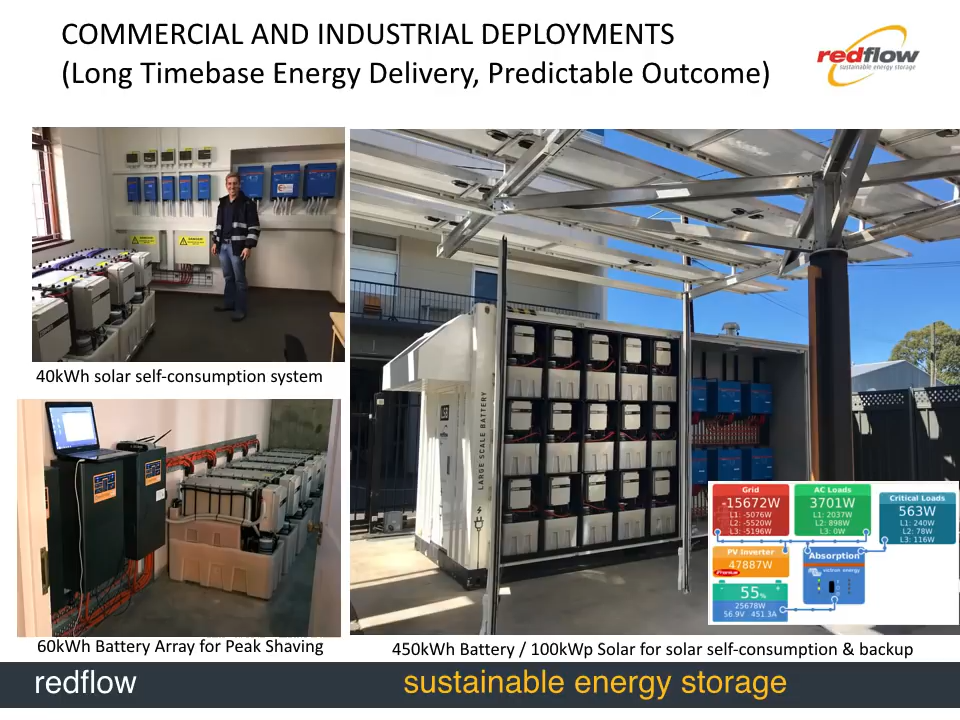 COMMERCIAL AND INDUSTRIAL DEPLOYMENTS
(Long Timebase Energy Delivery, Predictable Outcome)
redflow
sustainable energy storage
40kWh solar self-consumption system
LARGE SCALE BATTERY
Grid
-15672W
L1: -5076W
L2: -5520W
L3: -5196W
AC Loads
3701W
L1: 2037W
L2: 898W
L3: 0W
Critical Loads
563W
L1: 240W
L2: 78W
L3: 116W
PV Inverter
47887W
Fronius
Absorption
victron energy
55%
25678W
56.9V 451.3A
60kWh Battery Array for Peak Shaving
450kWh Battery / 100kWp Solar for solar self-consumption & backup
redflow
sustainable energy storage